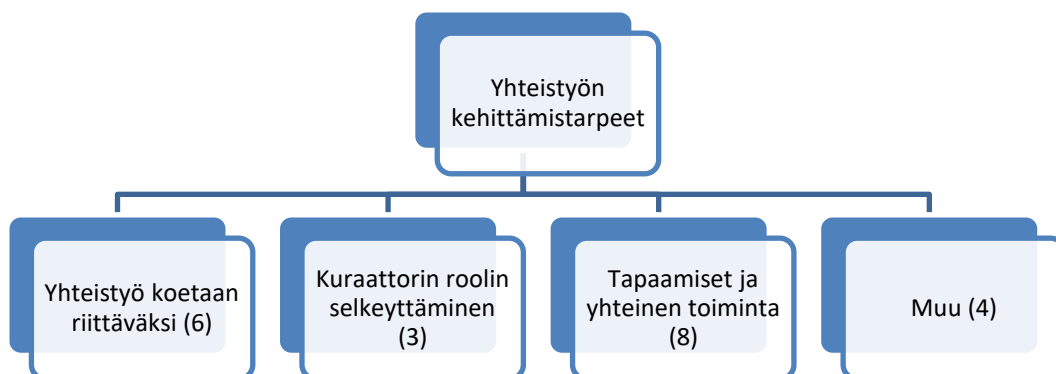 Yhteistyön
kehittämistarpeet
Yhteistyö koetaan
riittäväksi (6)
Kuraattorin roolin
selkeyttäminen
(3)
Tapaamiset ja
yhteinen toiminta
(8)
Muu (4)